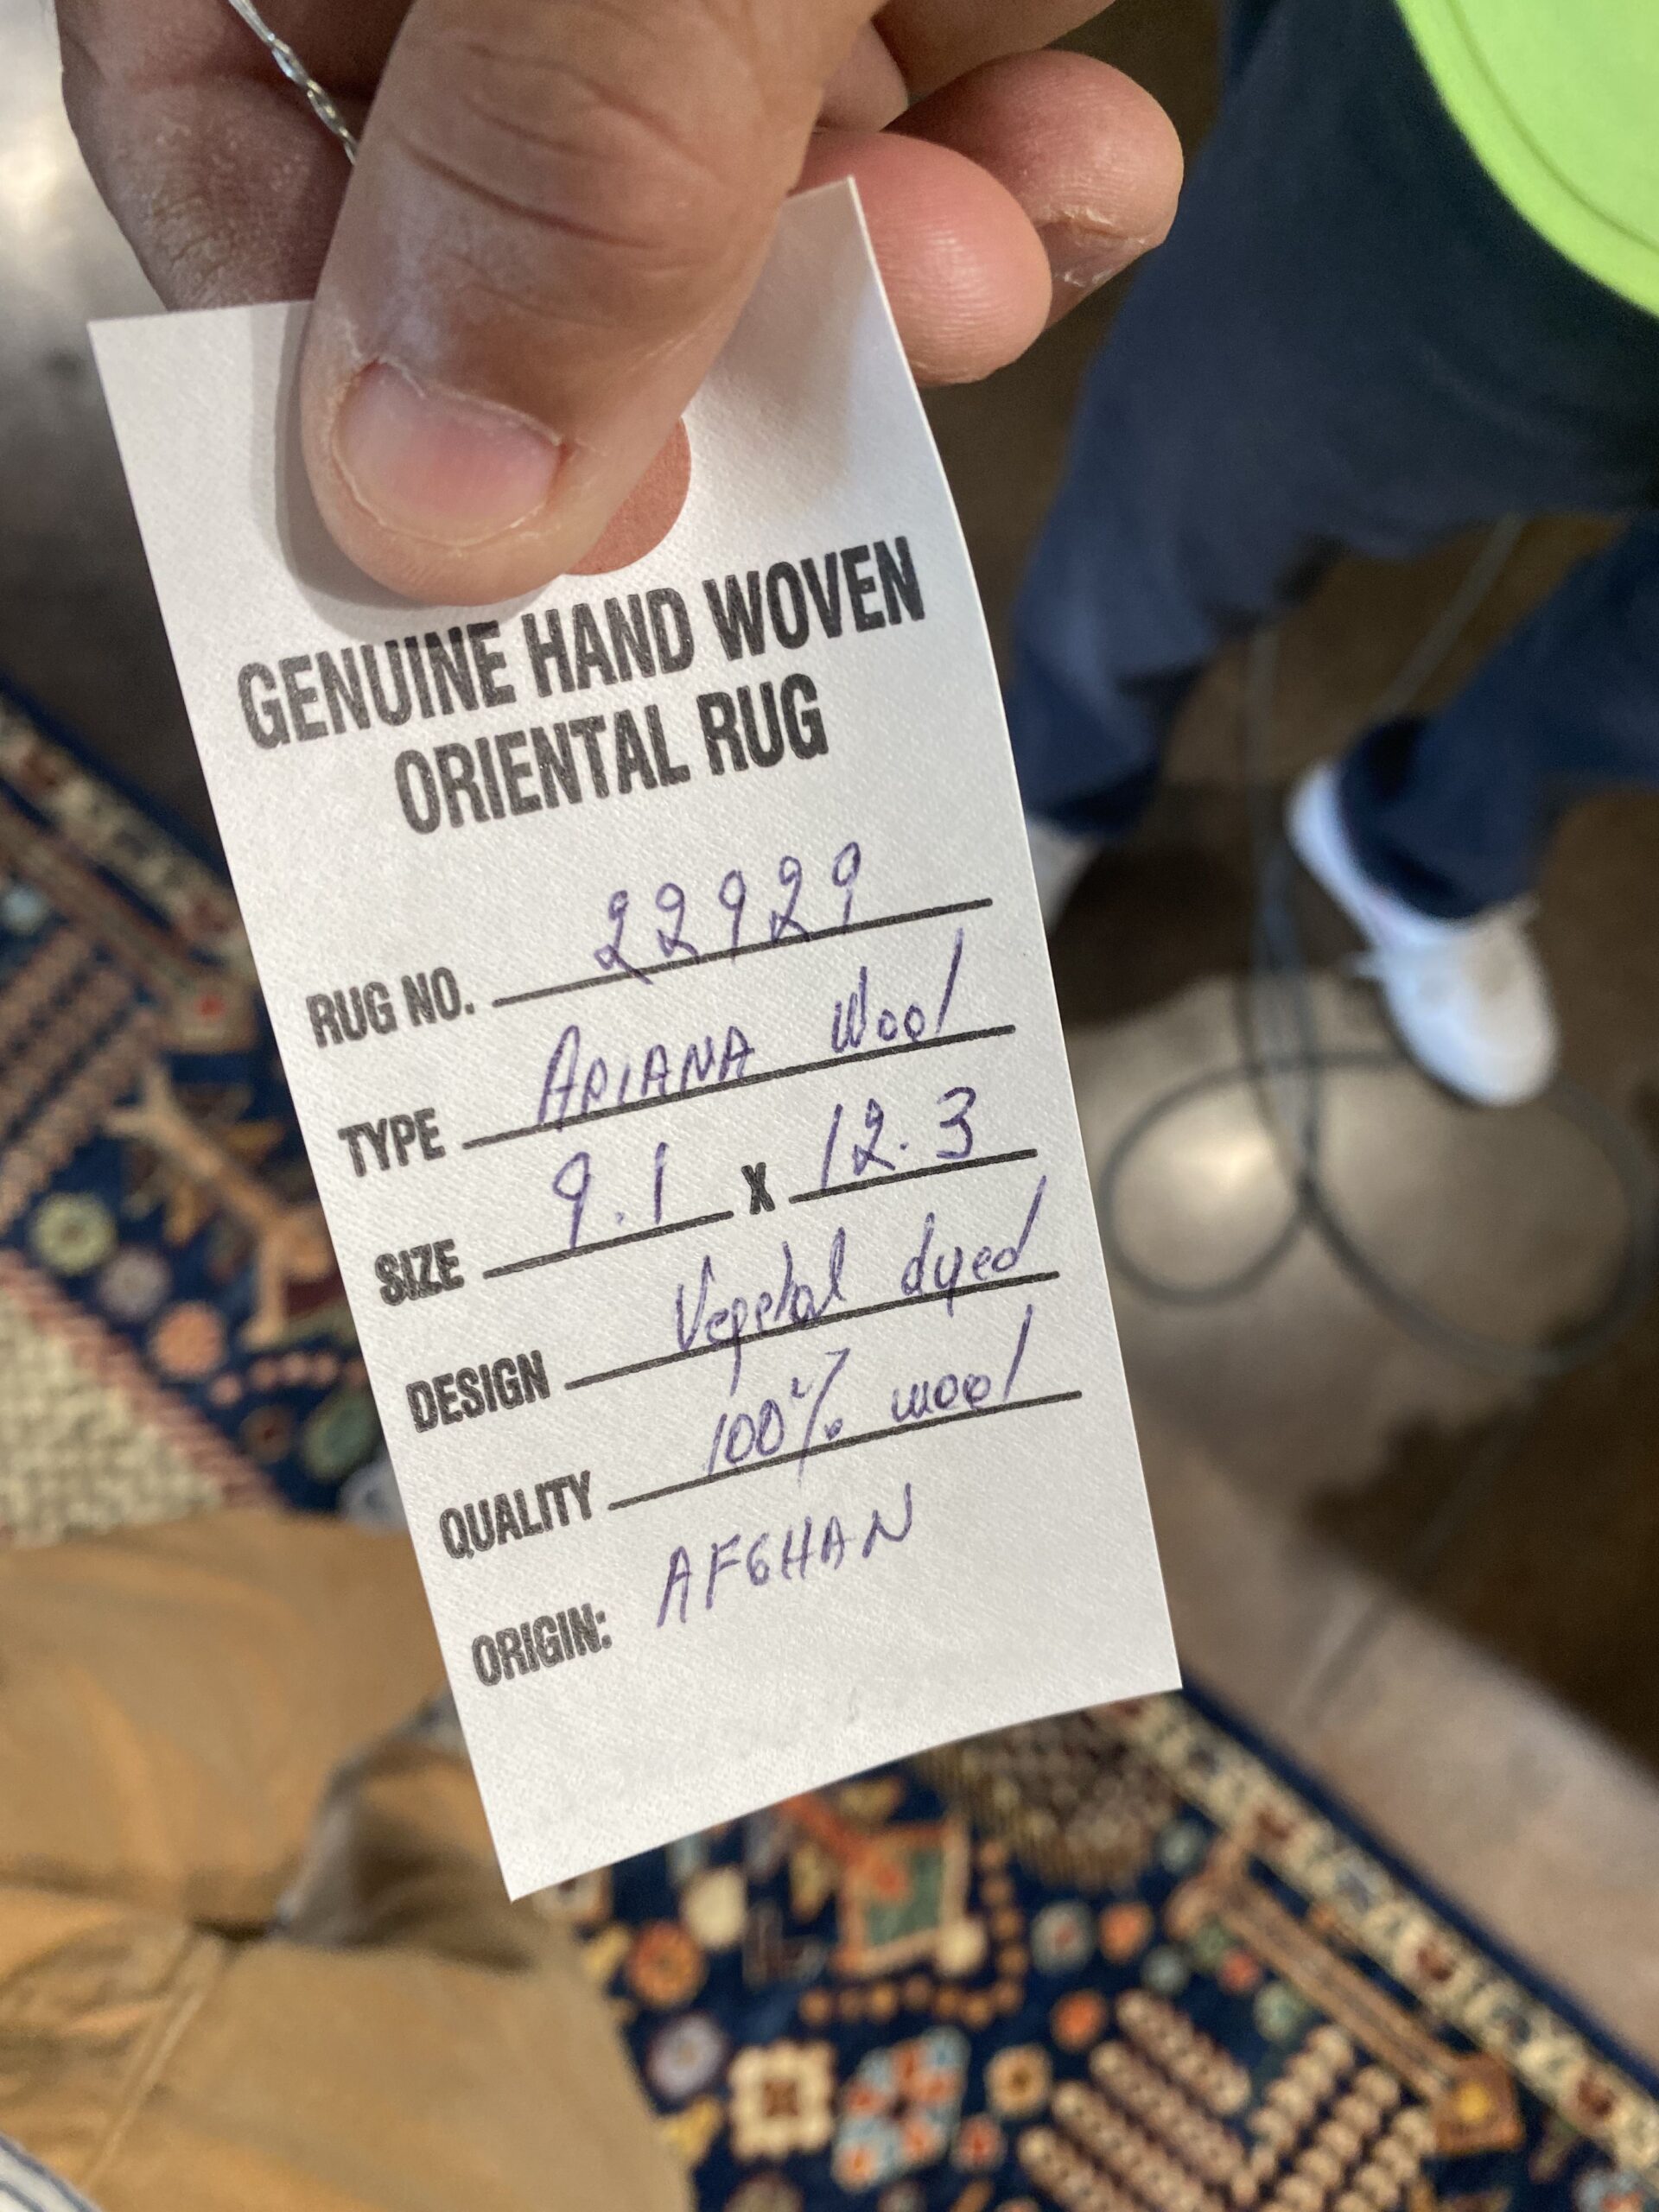 GENUINE HAND WOVEN
ORIENTAL RUG
RUG NO. 22929
TYPE ARIANA Wool
SIZE 9.1 X 12.3
DESIGN Vegetal dyed
QUALITY 100% wool
ORIGIN: AFGHAN